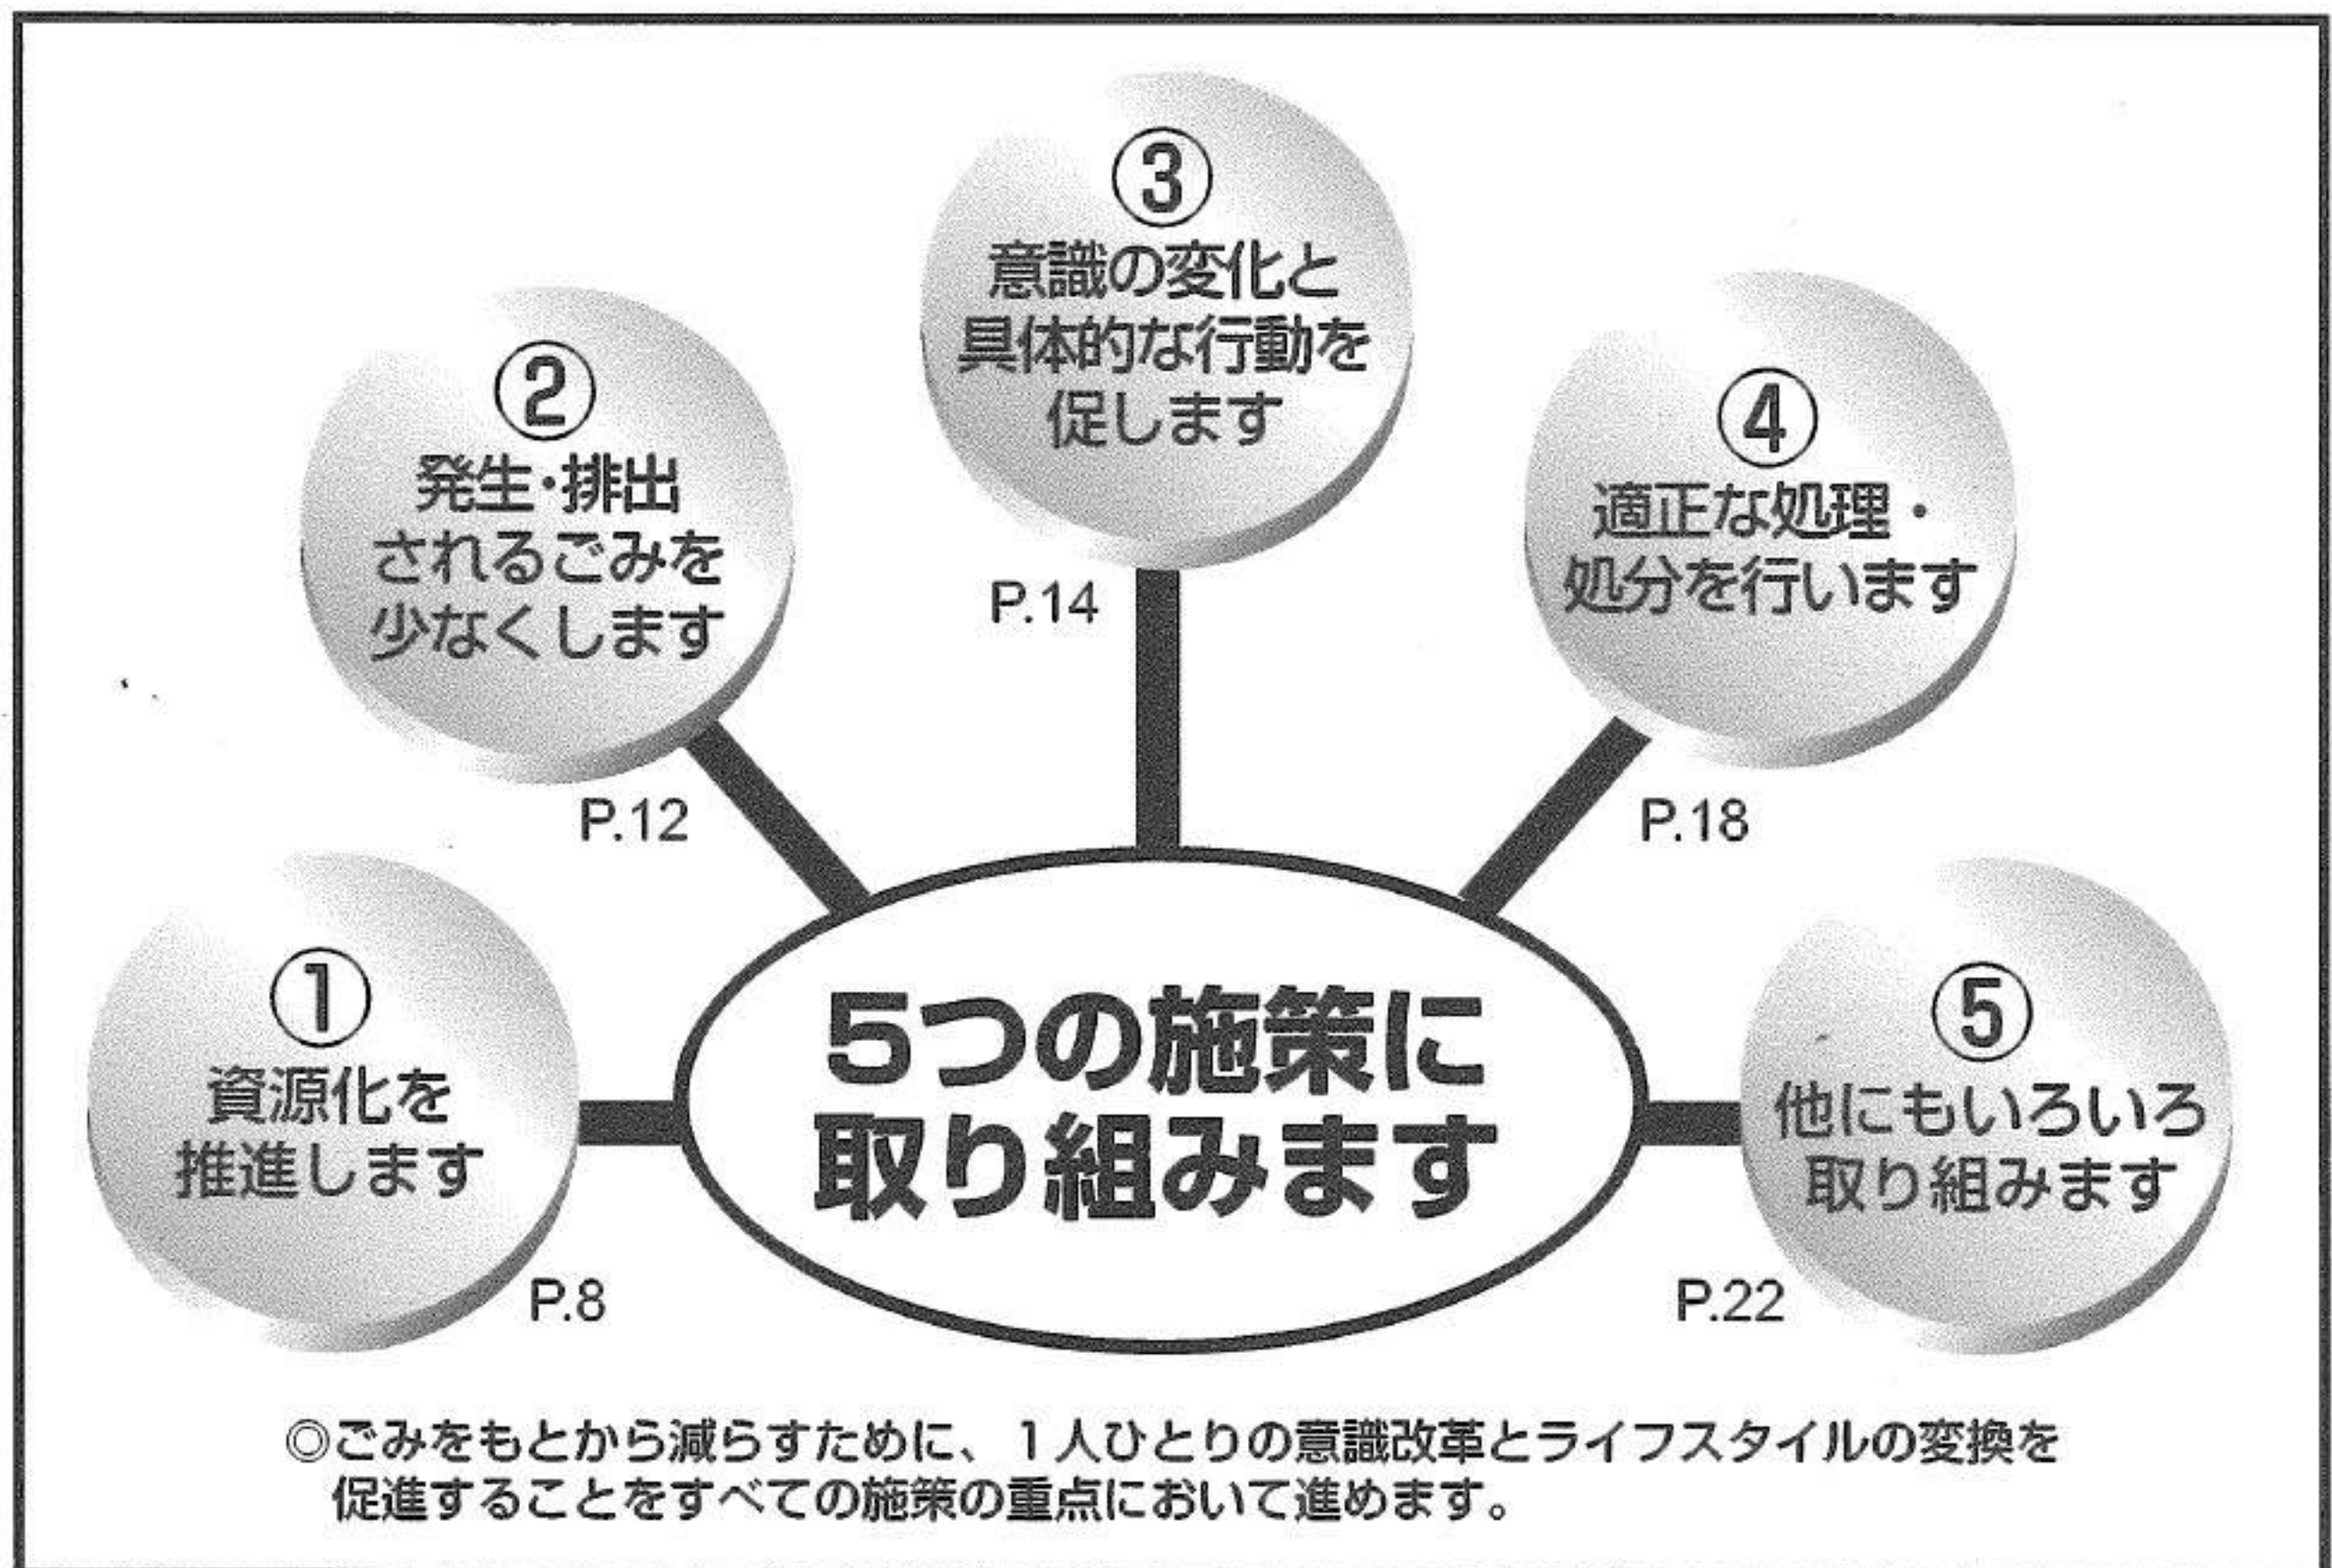 ③
意識の変化と
具体的な行動を
促します
P.14
②
発生・排出
されるごみを
少なくします
P.12
④
適正な処理・
処分を行います
P.18
①
資源化を
推進します
P.8
5つの施策に
取り組みます
⑤
他にもいろいろ
取り組みます
P.22
◎ごみをもとから減らすために、1人ひとりの意識改革とライフスタイルの変換を
促進することをすべての施策の重点において進めます。